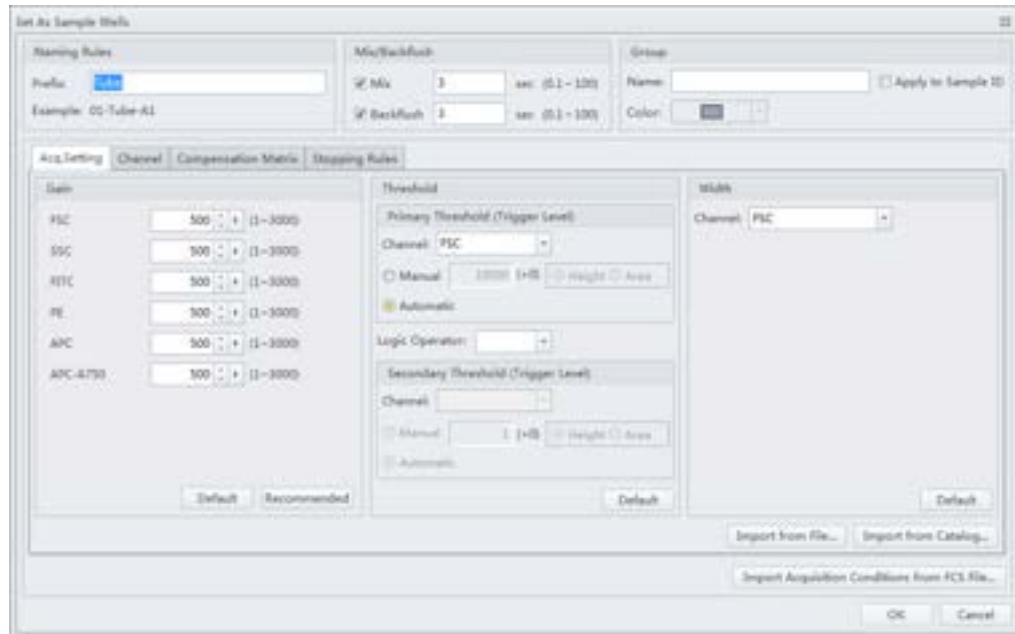 Set As Sample Wells
Naming Rules
Prefix: Tube
Example: 01-Tube-A1
Mix/Backflush
Mix 3 sec (0.1~100)
Backflush 3 sec (0.1~100)
Group
Name: Apply to Sample ID
Color:
Acq.Setting Channel Compensation Matrix Stopping Rules
Gain
FSC 500 (1~3000)
SSC 500 (1~3000)
FITC 500 (1~3000)
PE 500 (1~3000)
APC 500 (1~3000)
APC-A750 500 (1~3000)
Default Recommended
Threshold
Primary Threshold (Trigger Level)
Channel: FSC
Manual 10000 Height Area
Automatic
Logic Operator:
Secondary Threshold (Trigger Level)
Channel:
Manual 1 Height Area
Automatic
Default
Width
Channel: FSC
Default
Import from File... Import from Catalog...
Import Acquisition Conditions from FCS File...
OK Cancel